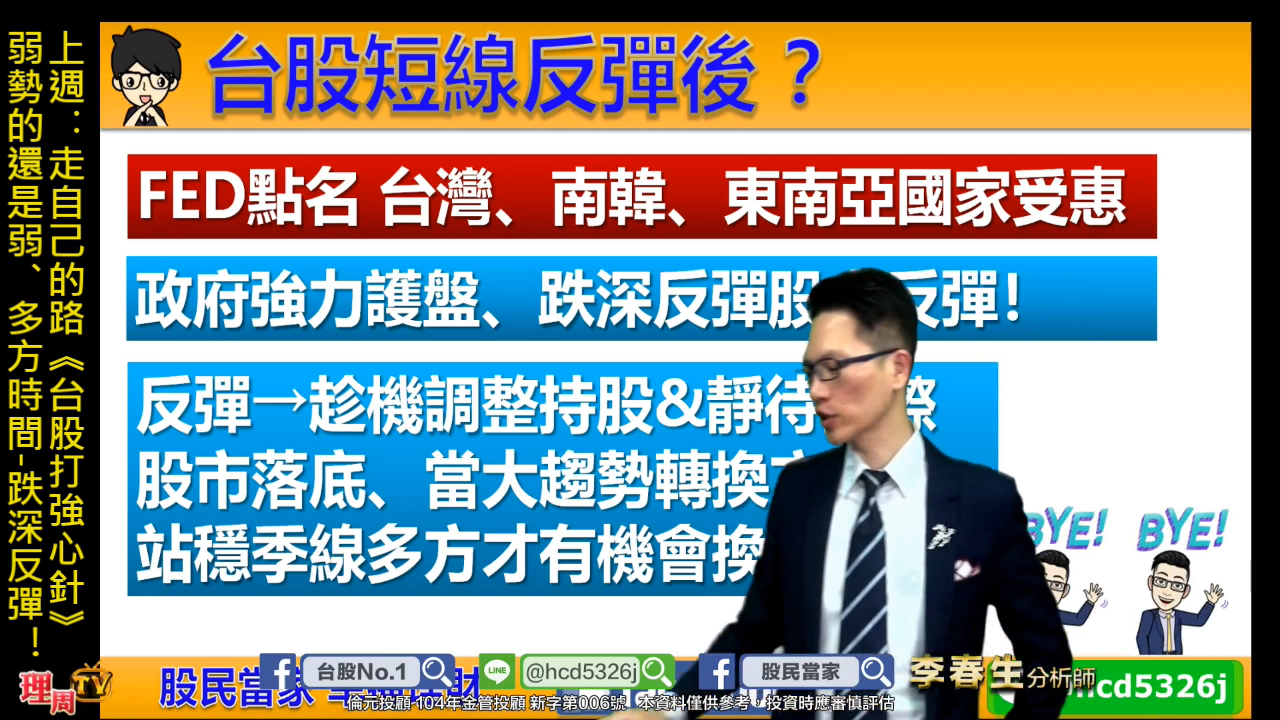 上週：走自己的路《台股打強心針》
弱勢的還是弱、多方時間-跌深反彈！
台股短線反彈後？
FED點名 台灣、南韓、東南亞國家受惠
政府強力護盤、跌深反彈股 反彈！
反彈→趁機調整持股&靜待
股市落底、當大趨勢轉換
站穩季線多方才有機會換
BYE! BYE!
股民當家
台股No.1
LINE
@hcd5326j
股民當家
李春生分析師
hcd5326j
理周TV
倫元投顧 104年金管投顧 新字第006號 本資料僅供參考，投資時應審慎評估